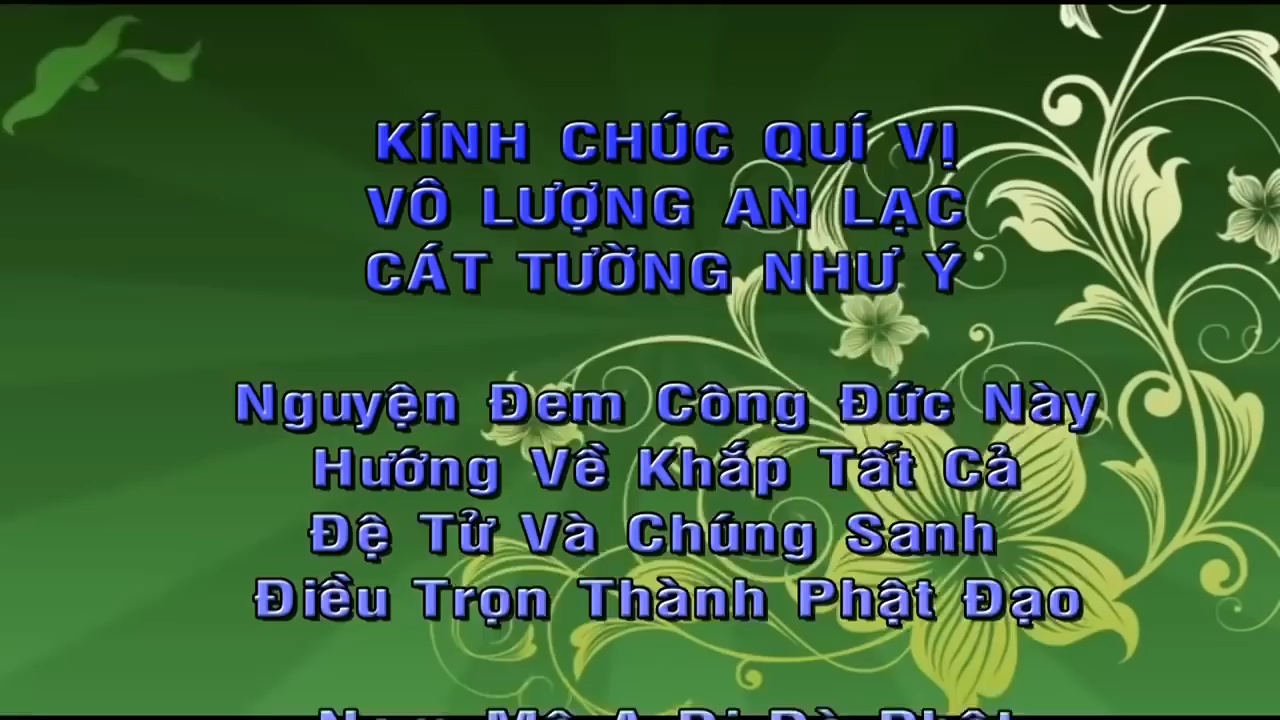 KÍNH CHÚC QUÍ VỊ
VÔ LƯỢNG AN LẠC
CÁT TƯỜNG NHƯ Ý
Nguyện Đem Công Đức Này
Hướng Về Khắp Tất Cả
Đệ Tử Và Chúng Sanh
Điều Trọn Thành Phật Đạo